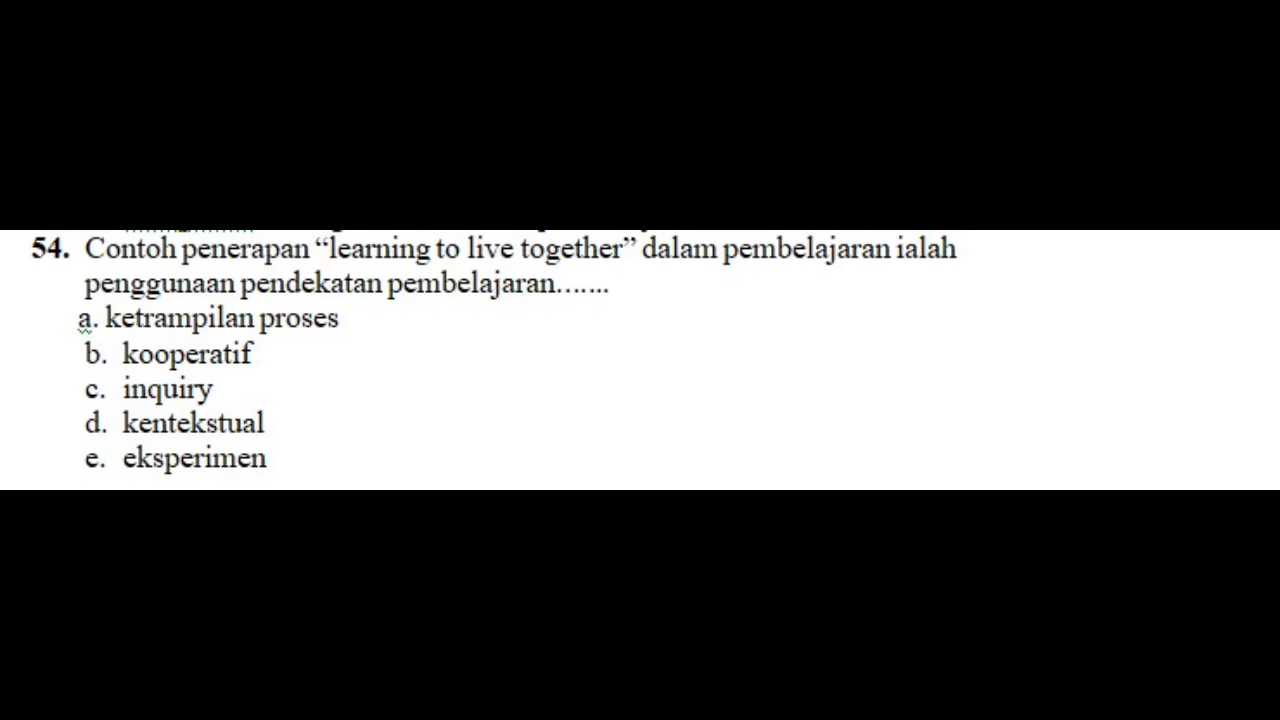 54. Contoh penerapan “learning to live together” dalam pembelajaran ialah
penggunaan pendekatan pembelajaran…….
a. ketrampilan proses
b. kooperatif
c. inquiry
d. kentekstual
e. eksperimen